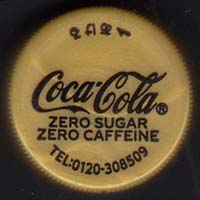 Coca-Cola®
ZERO SUGAR
ZERO CAFFEINE
TEL:0120-308509